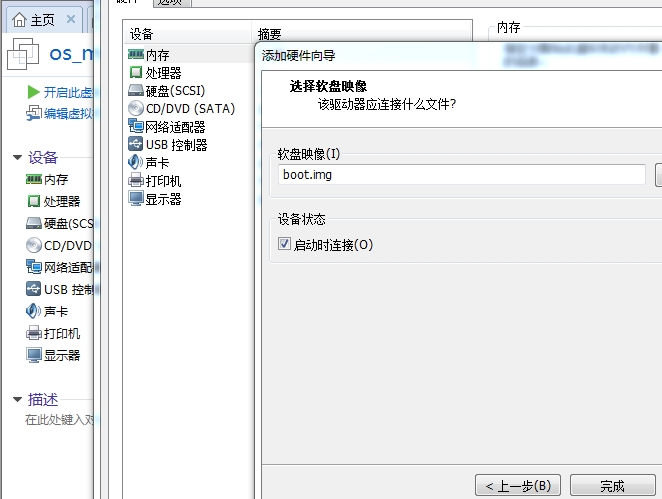 主页
选项
os_m
开启此虚
编辑虚拟
设备
内存
处理器
硬盘(SCS
CD/DVD
网络适配
USB 控制
声卡
打印机
显示器
描述
在此处键入对
设备
摘要
内存
处理器
硬盘(SCSI)
CD/DVD (SATA)
网络适配器
USB 控制器
声卡
打印机
显示器
内存
添加硬件向导
选择软盘映像
该驱动器应连接什么文件?
软盘映像(I)
boot.img
设备状态
启动时连接(O)
< 上一步(B)
完成